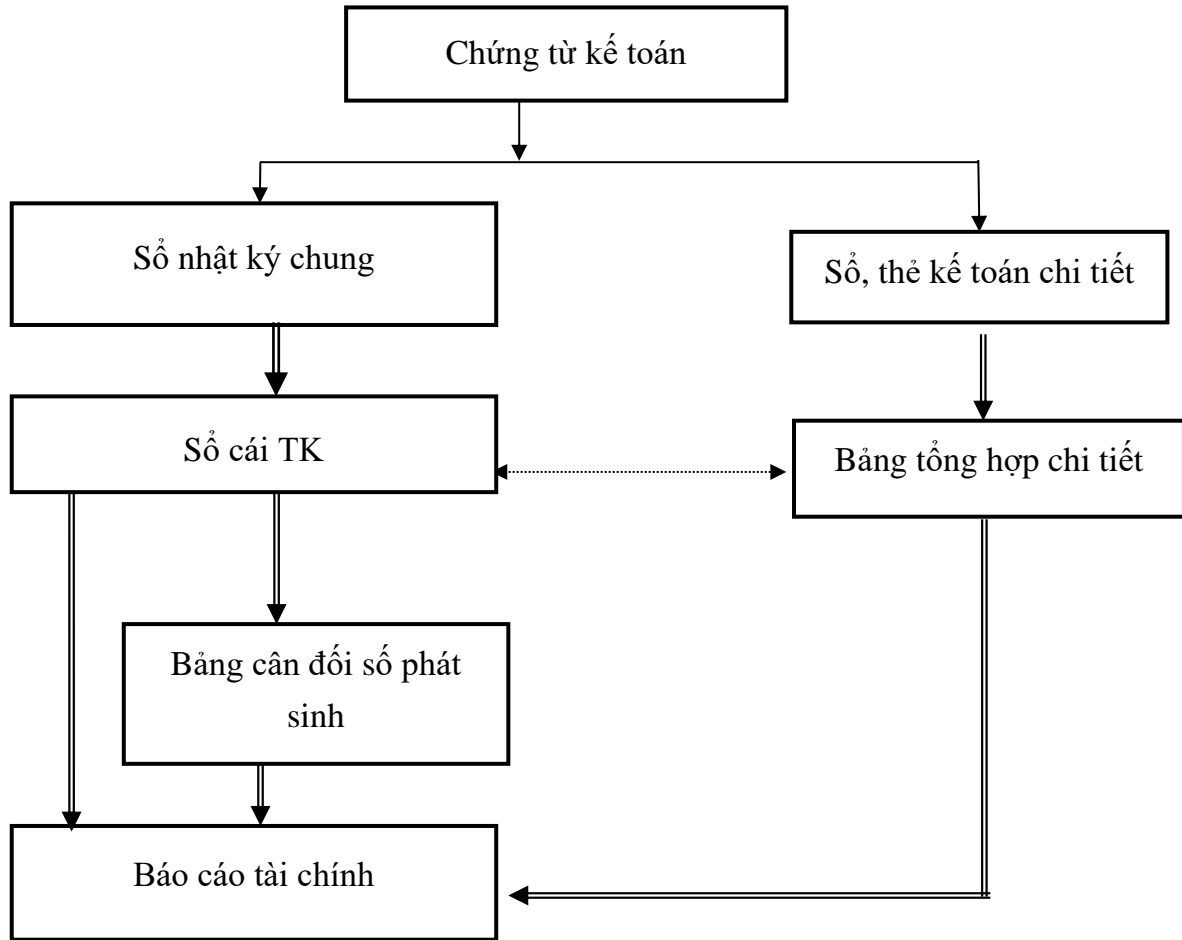 Chứng từ kế toán
Sổ nhật ký chung
Sổ, thẻ kế toán chi tiết
Sổ cái TK
Bảng tổng hợp chi tiết
Bảng cân đối số phát
sinh
Báo cáo tài chính